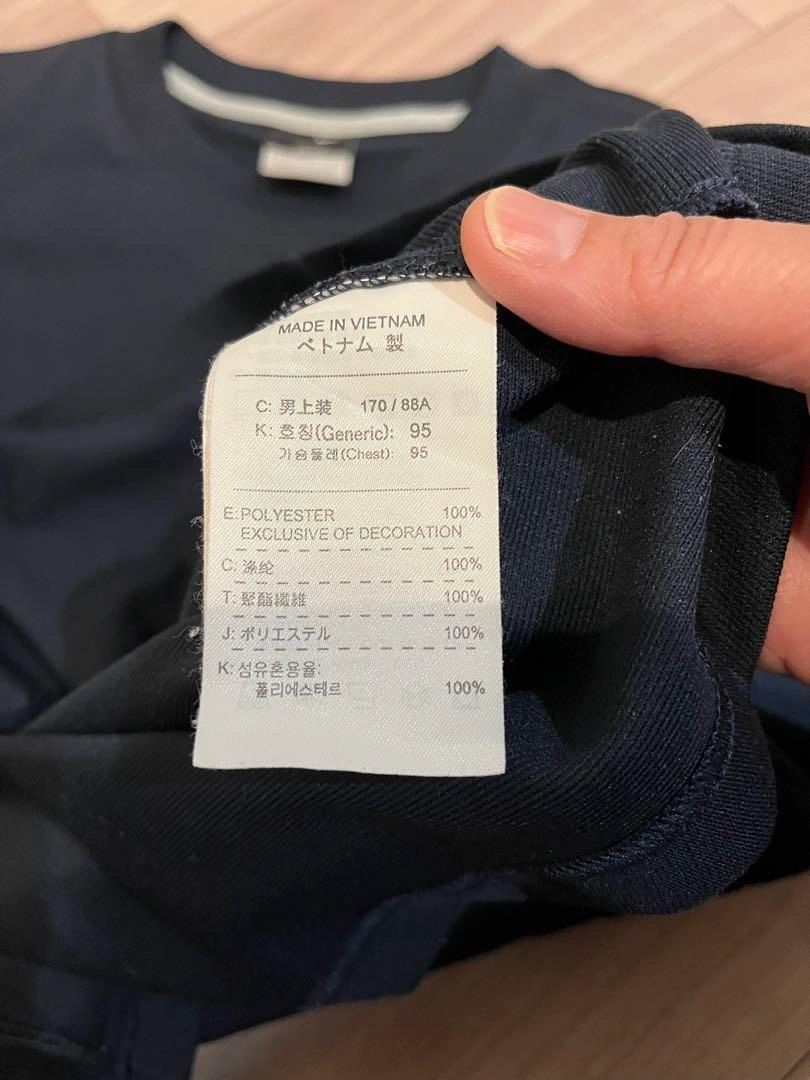 MADE IN VIETNAM
ベトナム 製
C: 男上装 170 / 88A
K: 호칭(Generic): 95
가슴둘레(Chest): 95
E: POLYESTER 100%
EXCLUSIVE OF DECORATION
C: 涤纶 100%
T: 聚酯纖維 100%
J: ポリエステル 100%
K: 섬유혼용율:
폴리에스테르 100%